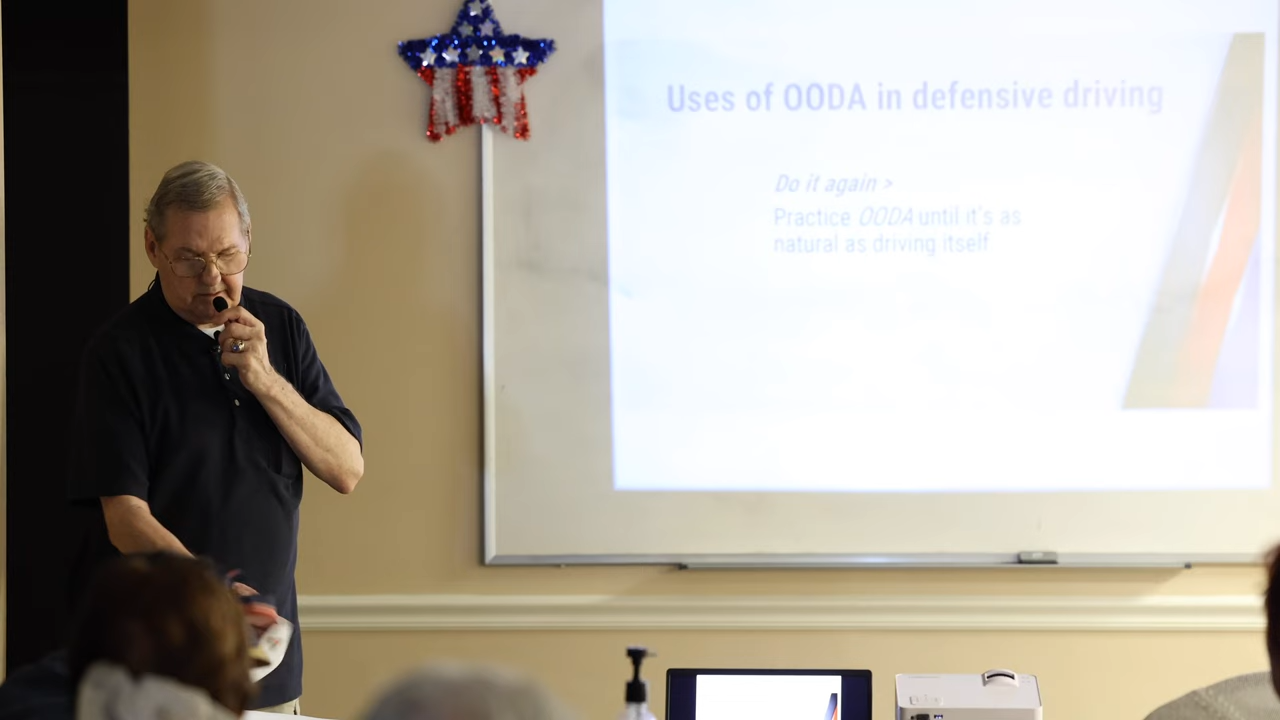 Uses of OODA in defensive driving
Do it again >
Practice OODA until it's as
natural as driving itself